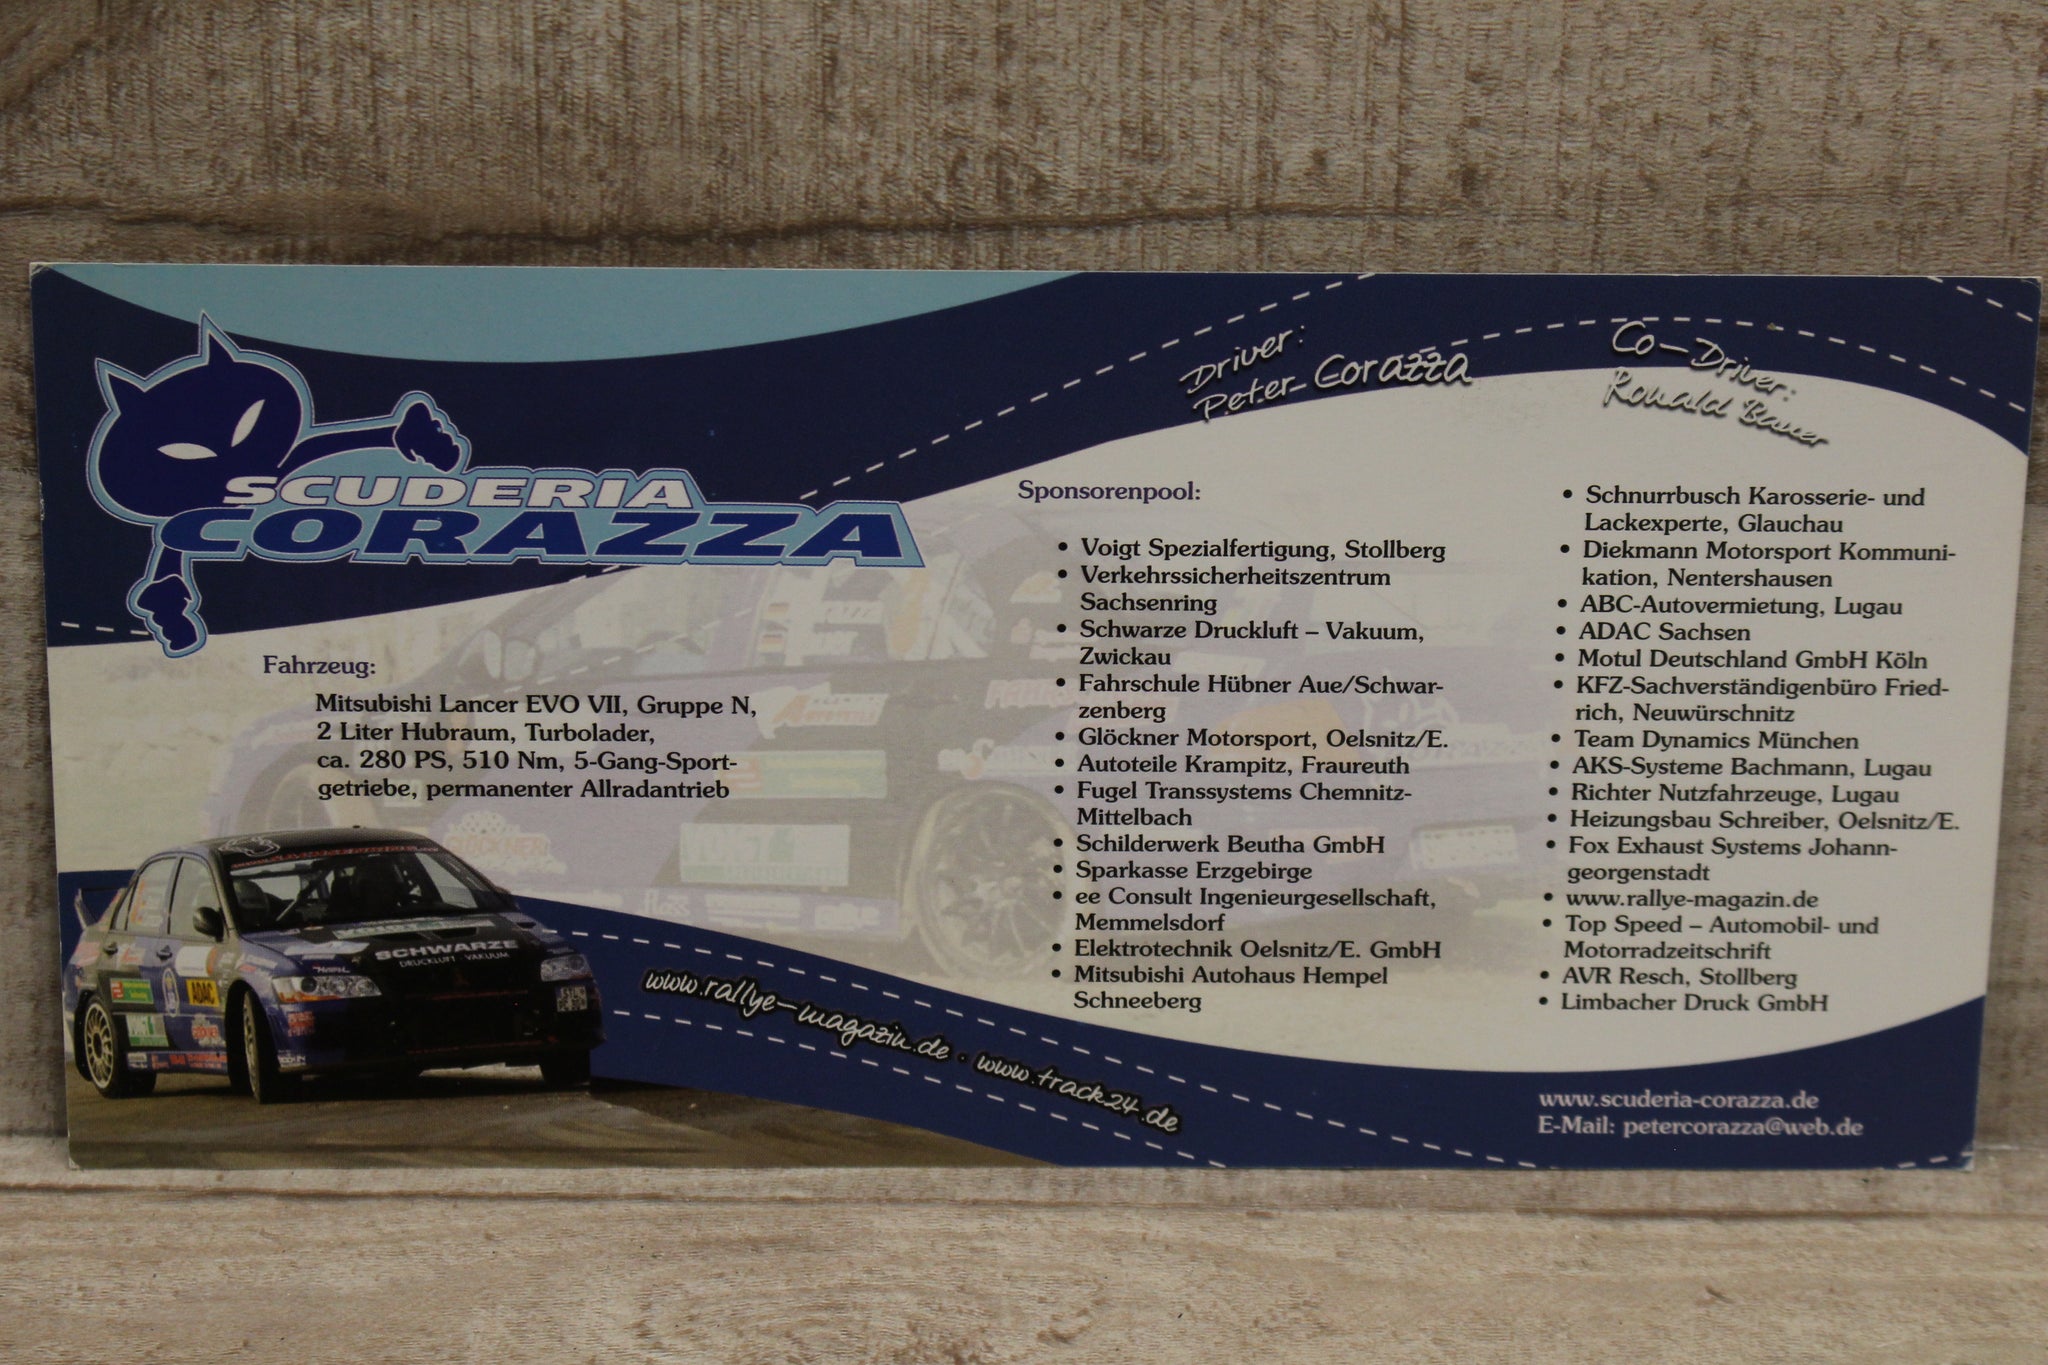 SCUDERIA
CORAZZA
Driver:
Peter Corazza
Co-Driver:
Ronald Bauer
Fahrzeug:
Mitsubishi Lancer EVO VII, Gruppe N,
2 Liter Hubraum, Turbolader,
ca. 280 PS, 510 Nm, 5-Gang-Sport-
getriebe, permanenter Allradantrieb
Sponsorenpool:
• Voigt Spezialfertigung, Stollberg
• Verkehrssicherheitszentrum
Sachsenring
• Schwarze Druckluft – Vakuum,
Zwickau
• Fahrschule Hübner Aue/Schwar-
zenberg
• Glöckner Motorsport, Oelsnitz/E.
• Autoteile Krampitz, Fraureuth
• Fugel Transsystems Chemnitz-
Mittelbach
• Schilderwerk Beutha GmbH
• Sparkasse Erzgebirge
• ee Consult Ingenieurgesellschaft,
Memmelsdorf
• Elektrotechnik Oelsnitz/E. GmbH
• Mitsubishi Autohaus Hempel
Schneeberg
• Schnurrbusch Karosserie- und
Lackexperte, Glauchau
• Diekmann Motorsport Kommuni-
kation, Nentershausen
• ABC-Autovermietung, Lugau
• ADAC Sachsen
• Motul Deutschland GmbH Köln
• KFZ-Sachverständigenbüro Fried-
rich, Neuwürschnitz
• Team Dynamics München
• AKS-Systeme Bachmann, Lugau
• Richter Nutzfahrzeuge, Lugau
• Heizungsbau Schreiber, Oelsnitz/E.
• Fox Exhaust Systems Johann-
georgenstadt
• www.rallye-magazin.de
• Top Speed – Automobil- und
Motorradzeitschrift
• AVR Resch, Stollberg
• Limbacher Druck GmbH
SCHWARZE
DRUCKLUFT - VAKUUM
ADAC
www.rallye-magazin.de · www.track24.de
www.scuderia-corazza.de
E-Mail: petercorazza@web.de